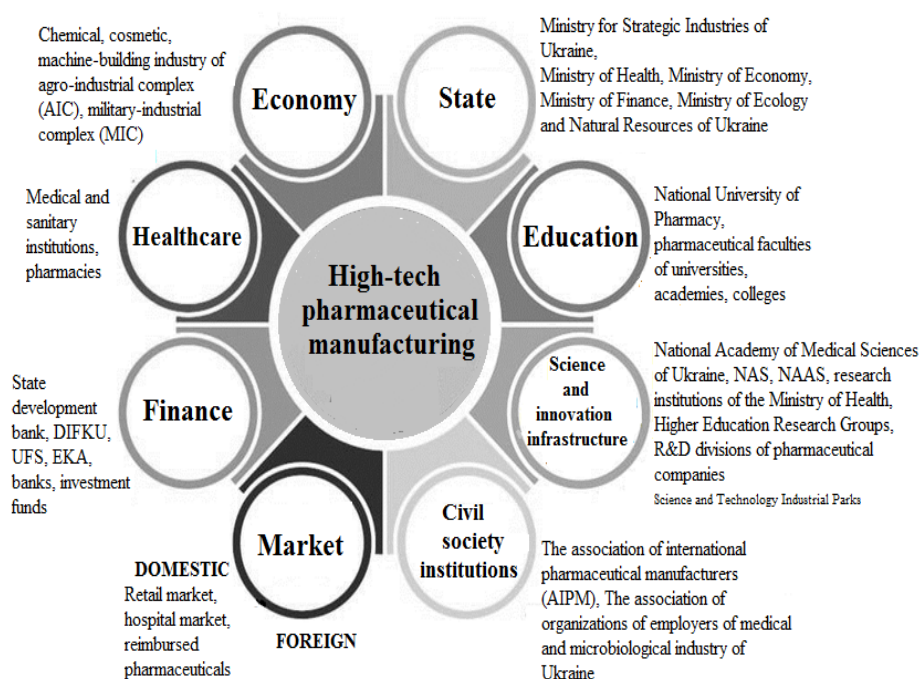 Chemical, cosmetic,
machine-building industry of
agro-industrial complex
(AIC), military-industrial
complex (MIC)
Economy
State
Ministry for Strategic Industries of
Ukraine,
Ministry of Health, Ministry of Economy,
Ministry of Finance, Ministry of Ecology
and Natural Resources of Ukraine
Medical and
sanitary
institutions,
pharmacies
Healthcare
Education
National University of
Pharmacy,
pharmaceutical faculties
of universities,
academies, colleges
High-tech
pharmaceutical
manufacturing
State
development
bank, DIFKU,
UFS, EKA,
banks, investment
funds
Finance
Science
and
innovation
infrastructure
National Academy of Medical Sciences
of Ukraine, NAS, NAAS, research
institutions of the Ministry of Health,
Higher Education Research Groups,
R&D divisions of pharmaceutical
companies
Science and Technology Industrial Parks
Market
DOMESTIC
Retail market,
hospital market,
reimbursed
pharmaceuticals
FOREIGN
Civil
society
institutions
The association of international
pharmaceutical manufacturers
(AIPM), The association of
organizations of employers of medical
and microbiological industry of
Ukraine